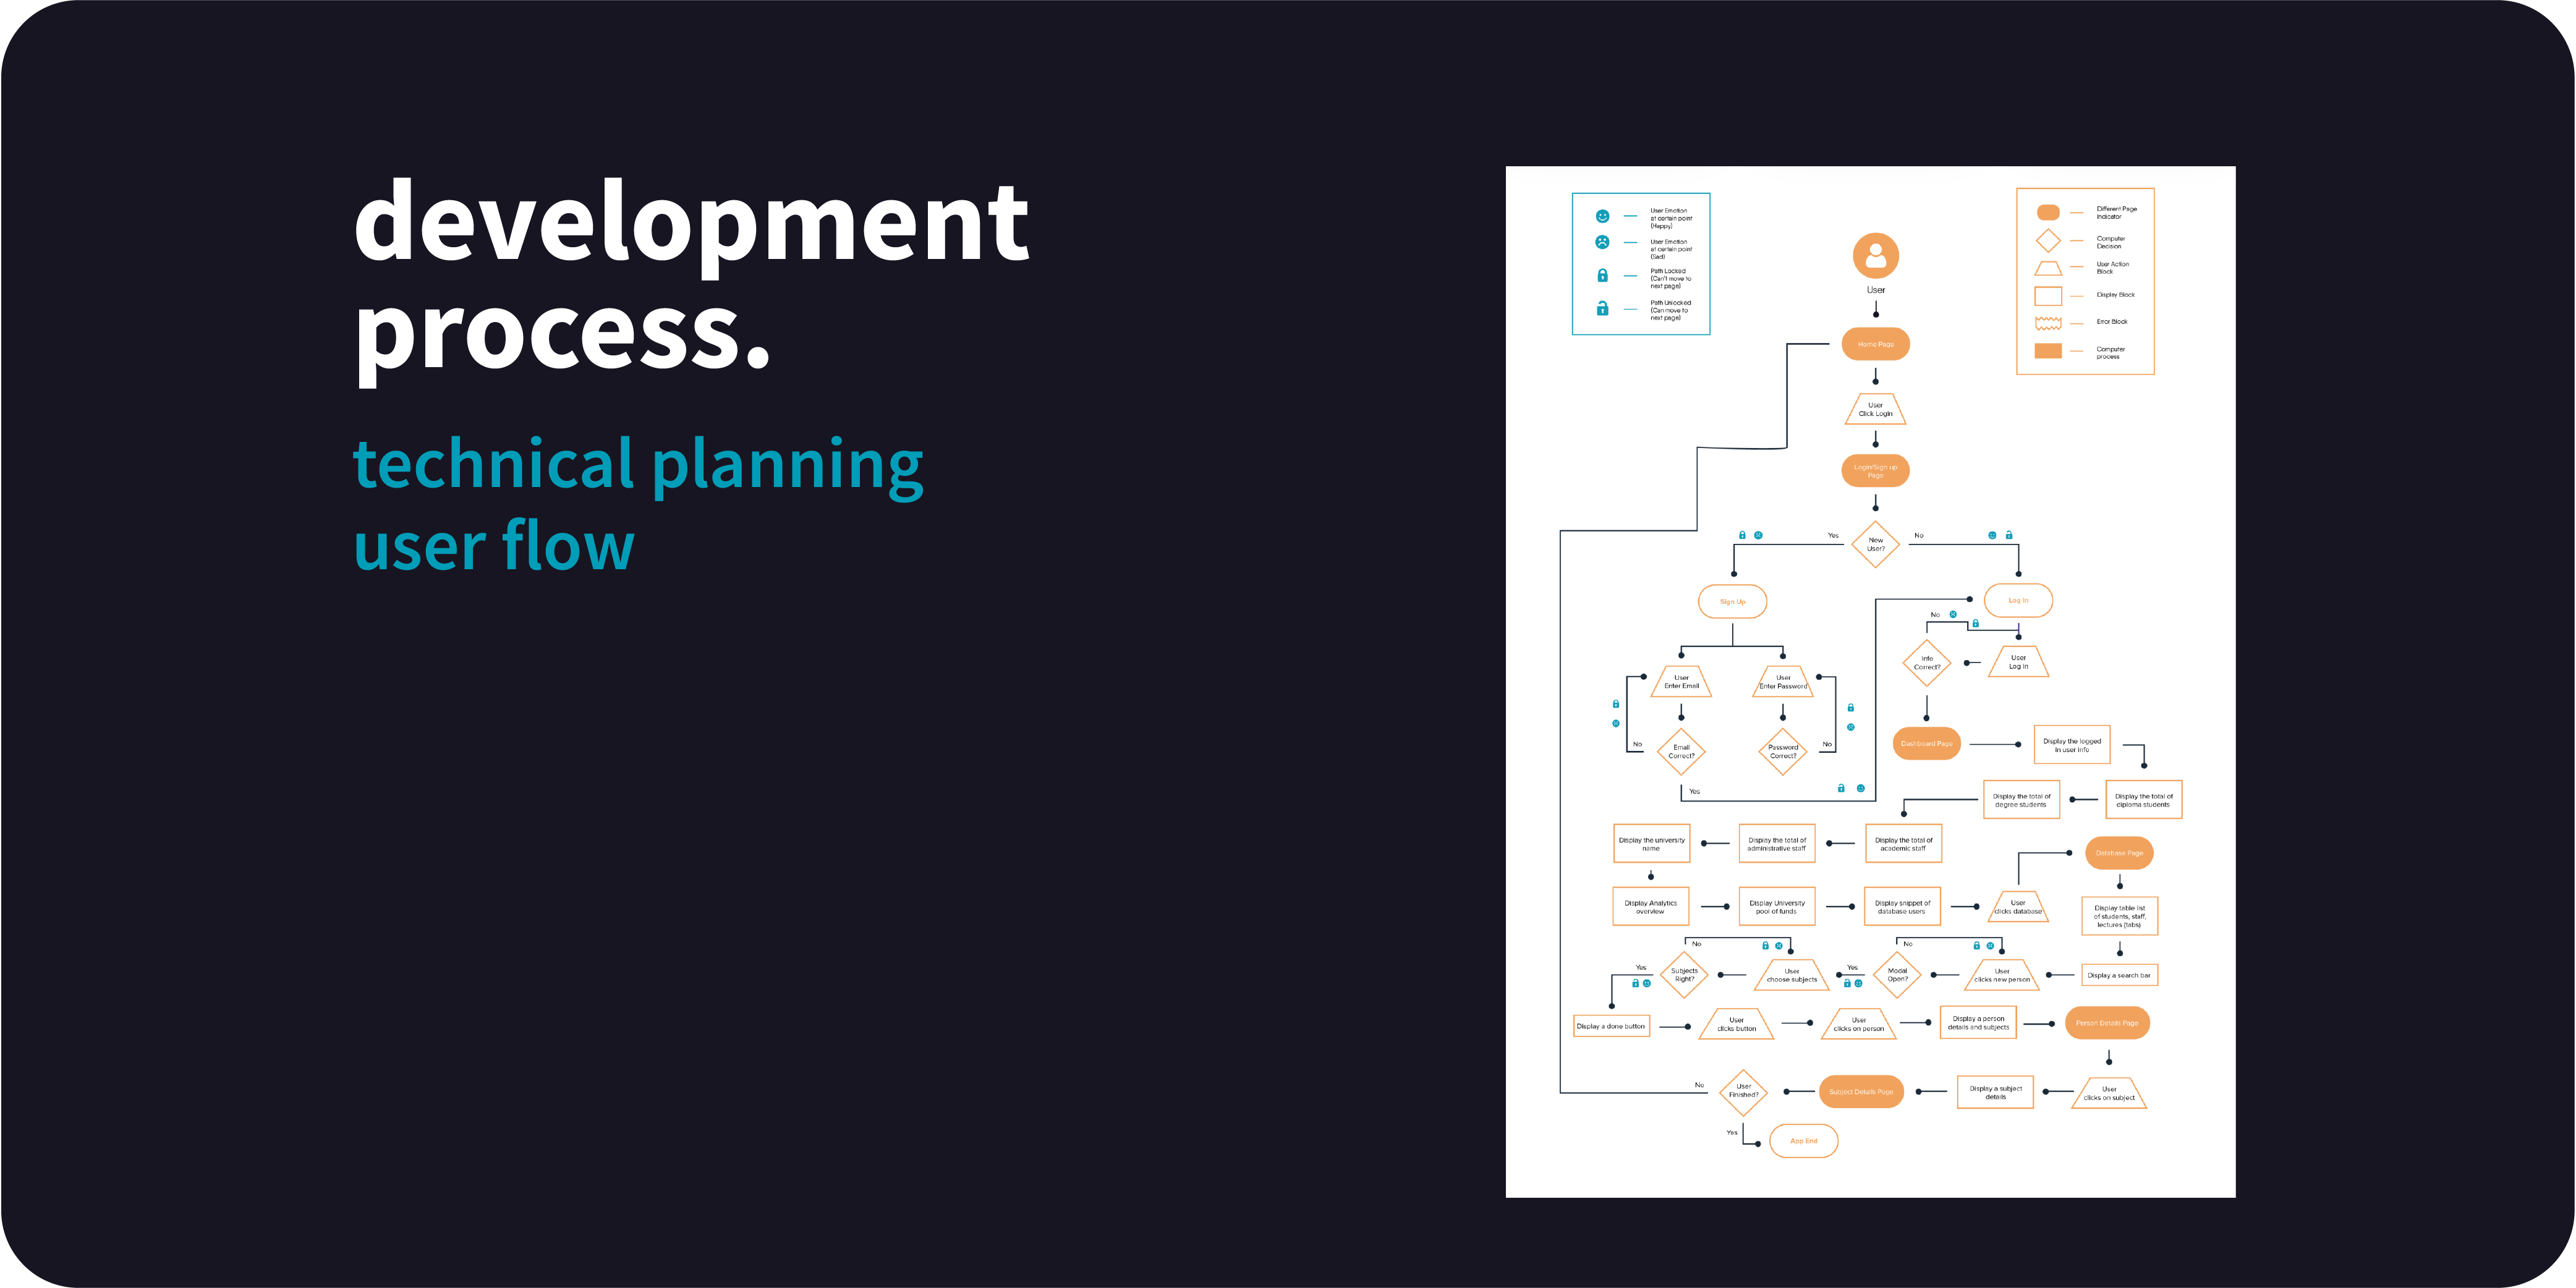 development
process.
technical planning
user flow
User Emotion
at certain point
(Happy)
User Emotion
at certain point
(Sad)
Path Locked
(Can't move to
next page)
Path Unlocked
(Can move to
next page)
Different Page
Indicator
Computer
Decision
User Action
Block
Display Block
Error Block
Computer
process
User
Home Page
User
Click Login
Login/Sign up
Page
Yes
New
User?
No
Sign Up
Log In
No
Info
Correct?
User
Log In
User
Enter Email
User
Enter Password
No
Email
Correct?
Password
Correct?
No
Yes
Dashboard Page
Display the logged
in user info
Display the total of
degree students
Display the total of
diploma students
Display the university
name
Display the total of
administrative staff
Display the total of
academic staff
Database Page
Display Analytics
overview
Display University
pool of funds
Display snippet of
database users
User
clicks database
Display table list
of students, staff,
lectures (tabs)
No
No
Yes
Subjects
Right?
User
choose subjects
Yes
Modal
Open?
User
clicks new person
Display a search bar
Display a done button
User
clicks button
User
clicks on person
Display a person
details and subjects
Person Details Page
No
User
Finished?
Subject Details Page
Display a subject
details
User
clicks on subject
Yes
App End